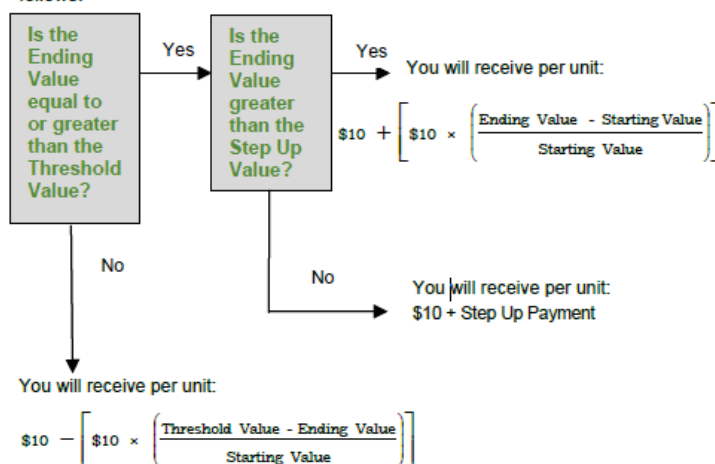 Is the
Ending
Value
equal to
or greater
than the
Threshold
Value?
Yes
Is the
Ending
Value
greater
than the
Step Up
Value?
Yes
You will receive per unit:
$10 + [ $10 × ( Ending Value - Starting Value
Starting Value ) ]
No
No
You will receive per unit:
$10 + Step Up Payment
You will receive per unit:
$10 − [ $10 × ( Threshold Value - Ending Value
Starting Value ) ]